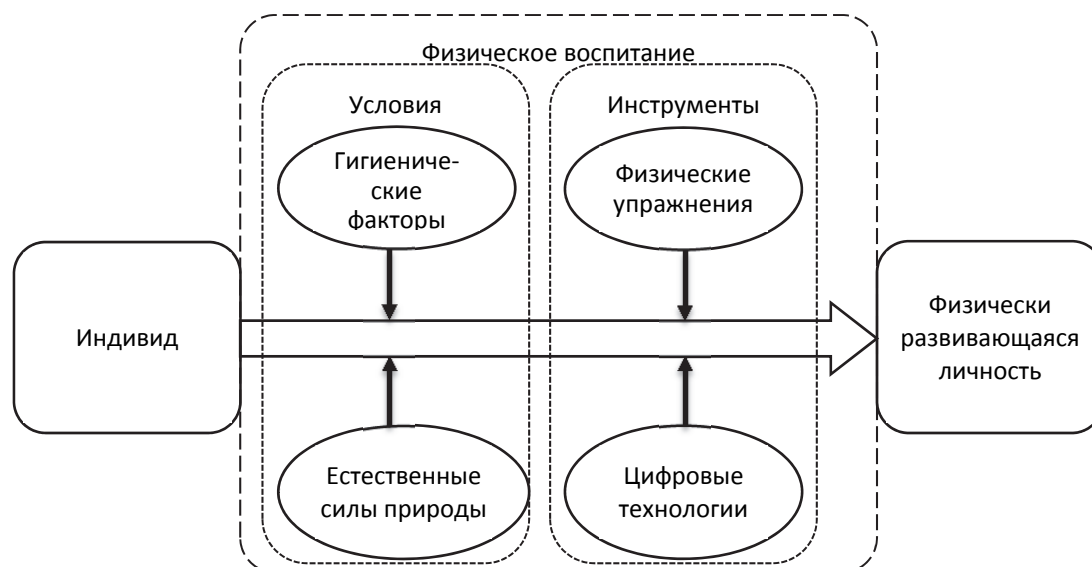 Физическое воспитание
Условия
Инструменты
Гигиениче-
ские
факторы
Физические
упражнения
Индивид
Физически
развивающаяся
личность
Естественные
силы природы
Цифровые
технологии